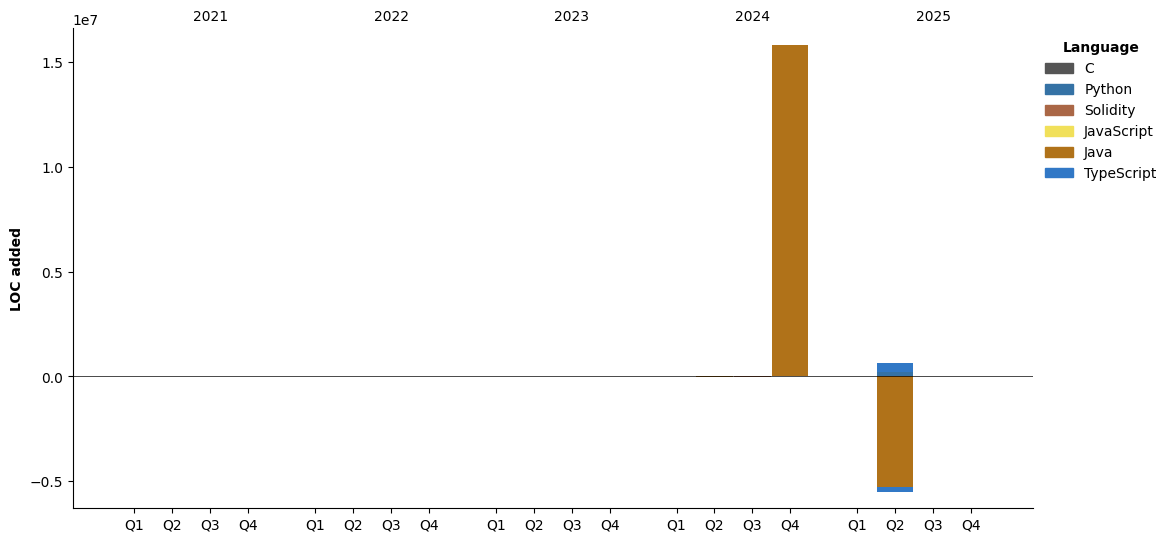 1e7
2021 2022 2023 2024 2025
1.5
1.0
0.5
0.0
−0.5
LOC added
Q1 Q2 Q3 Q4 Q1 Q2 Q3 Q4 Q1 Q2 Q3 Q4 Q1 Q2 Q3 Q4 Q1 Q2 Q3 Q4
Language
C
Python
Solidity
JavaScript
Java
TypeScript